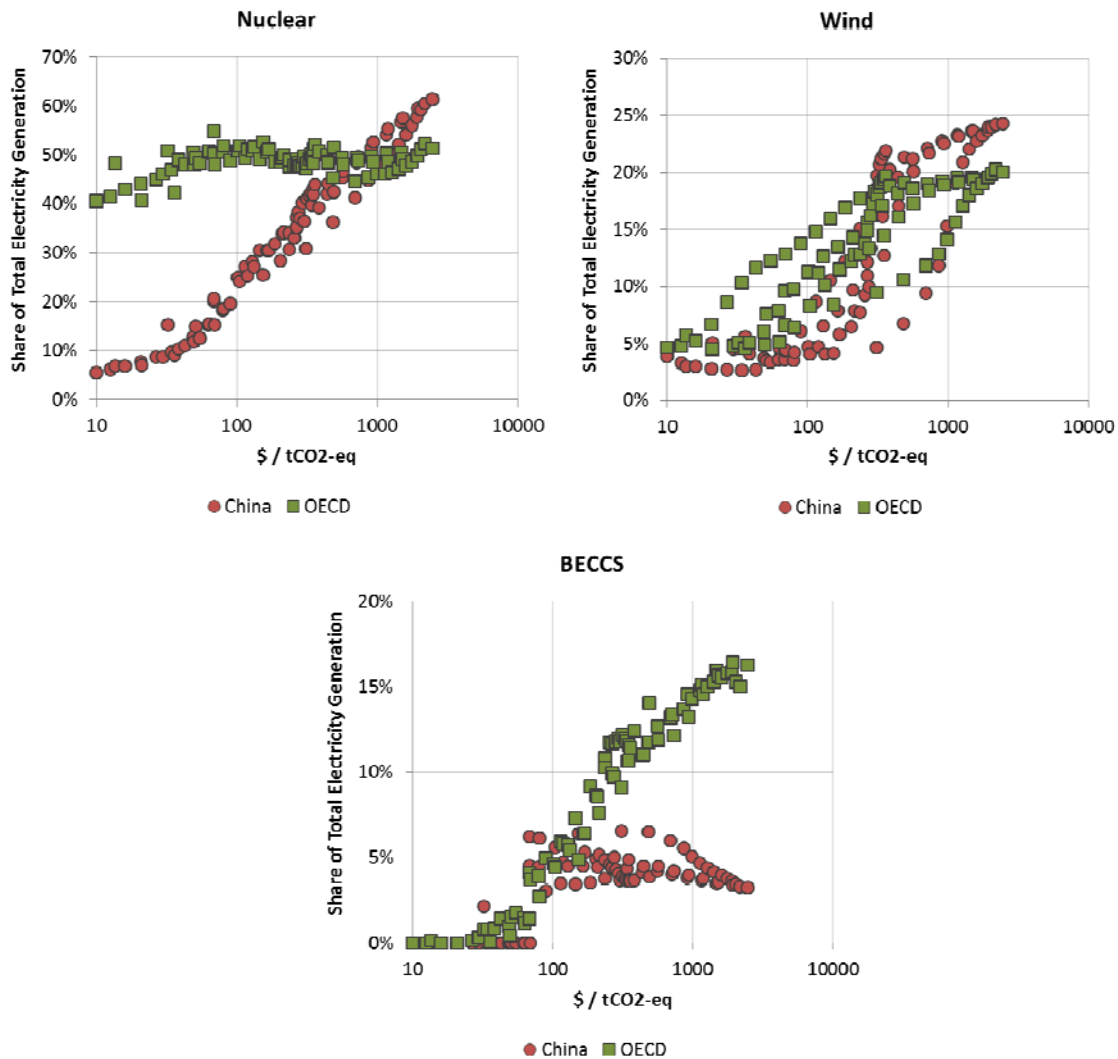 Nuclear
Share of Total Electricity Generation
70%
60%
50%
40%
30%
20%
10%
0%
10 100 1000 10000
$ / tCO2-eq
China OECD
Wind
Share of Total Electricity Generation
30%
25%
20%
15%
10%
5%
0%
10 100 1000 10000
$ / tCO2-eq
China OECD
BECCS
Share of Total Electricity Generation
20%
15%
10%
5%
0%
10 100 1000 10000
$ / tCO2-eq
China OECD